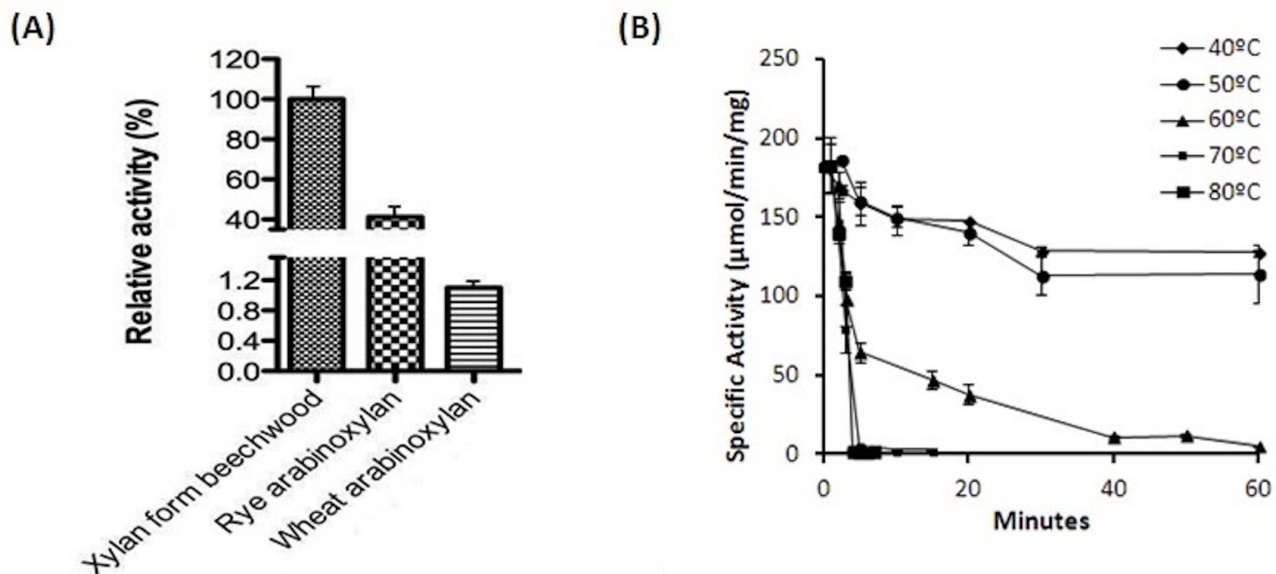 (A)
Relative activity (%)
120
100
80
60
40
1.2
0.8
0.4
0.0
Xylan form beechwood
Rye arabinoxylan
Wheat arabinoxylan
(B)
Specific Activity (µmol/min/mg)
250
200
150
100
50
0
0 20 40 60
Minutes
40ºC
50ºC
60ºC
70ºC
80ºC